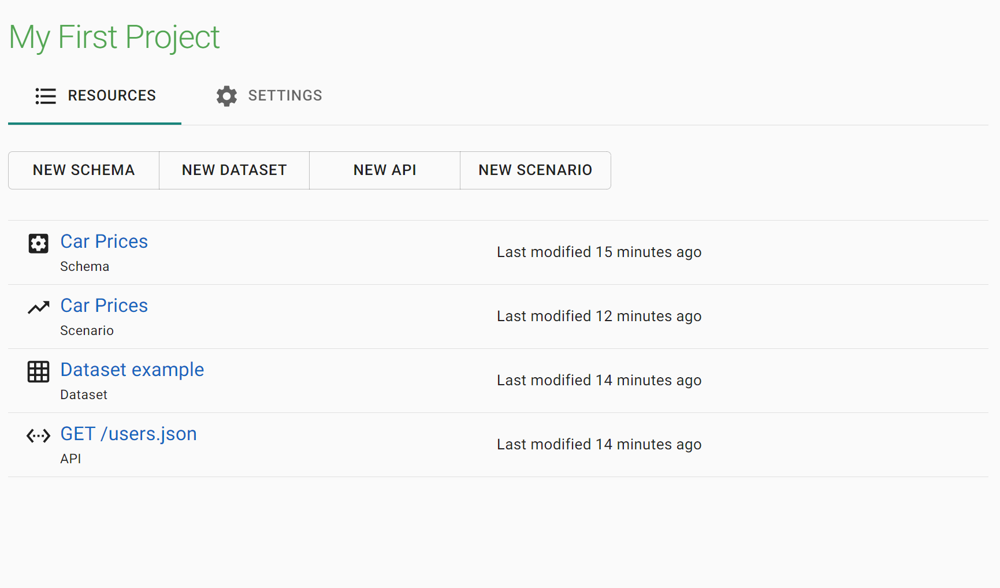 My First Project
RESOURCES SETTINGS
NEW SCHEMA NEW DATASET NEW API NEW SCENARIO
Car Prices
Schema
Last modified 15 minutes ago
Car Prices
Scenario
Last modified 12 minutes ago
Dataset example
Dataset
Last modified 14 minutes ago
GET /users.json
API
Last modified 14 minutes ago